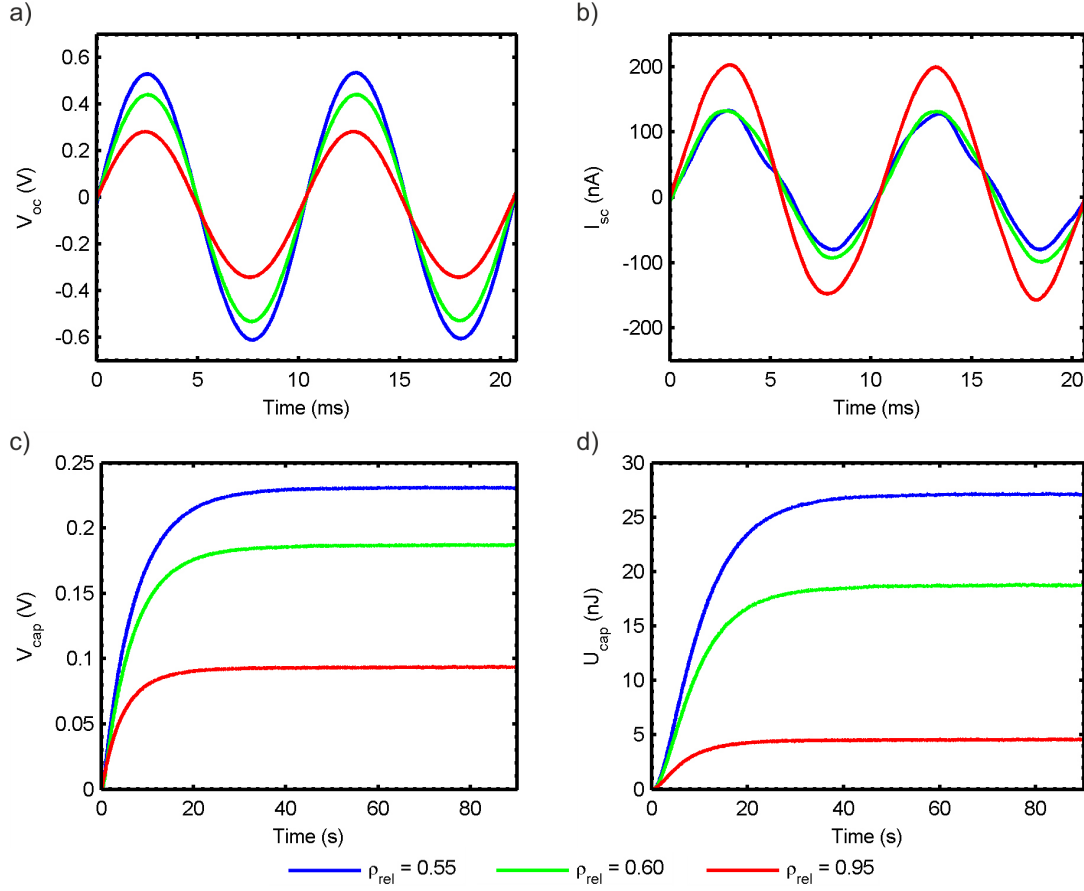 a)
b)
0.6
0.4
0.2
0
-0.2
-0.4
-0.6
V_oc (V)
0 5 10 15 20
Time (ms)
200
100
0
-100
-200
I_sc (nA)
0 5 10 15 20
Time (ms)
c)
d)
0.25
0.2
0.15
0.1
0.05
0
V_cap (V)
0 20 40 60 80
Time (s)
30
25
20
15
10
5
0
U_cap (nJ)
0 20 40 60 80
Time (s)
ρ_rel = 0.55 ρ_rel = 0.60 ρ_rel = 0.95